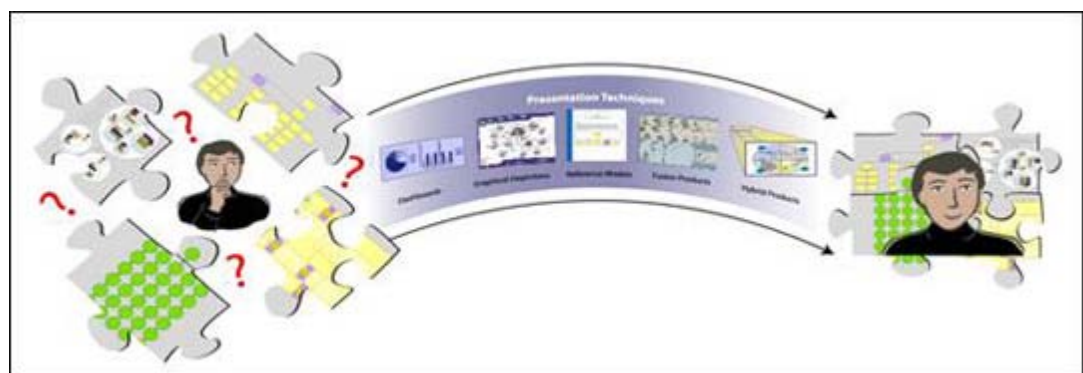 ?
?
?
?
Presentation Techniques
Dashboards
Graphical Depictions
Reference Models
Fusion Products
Hybrid Products